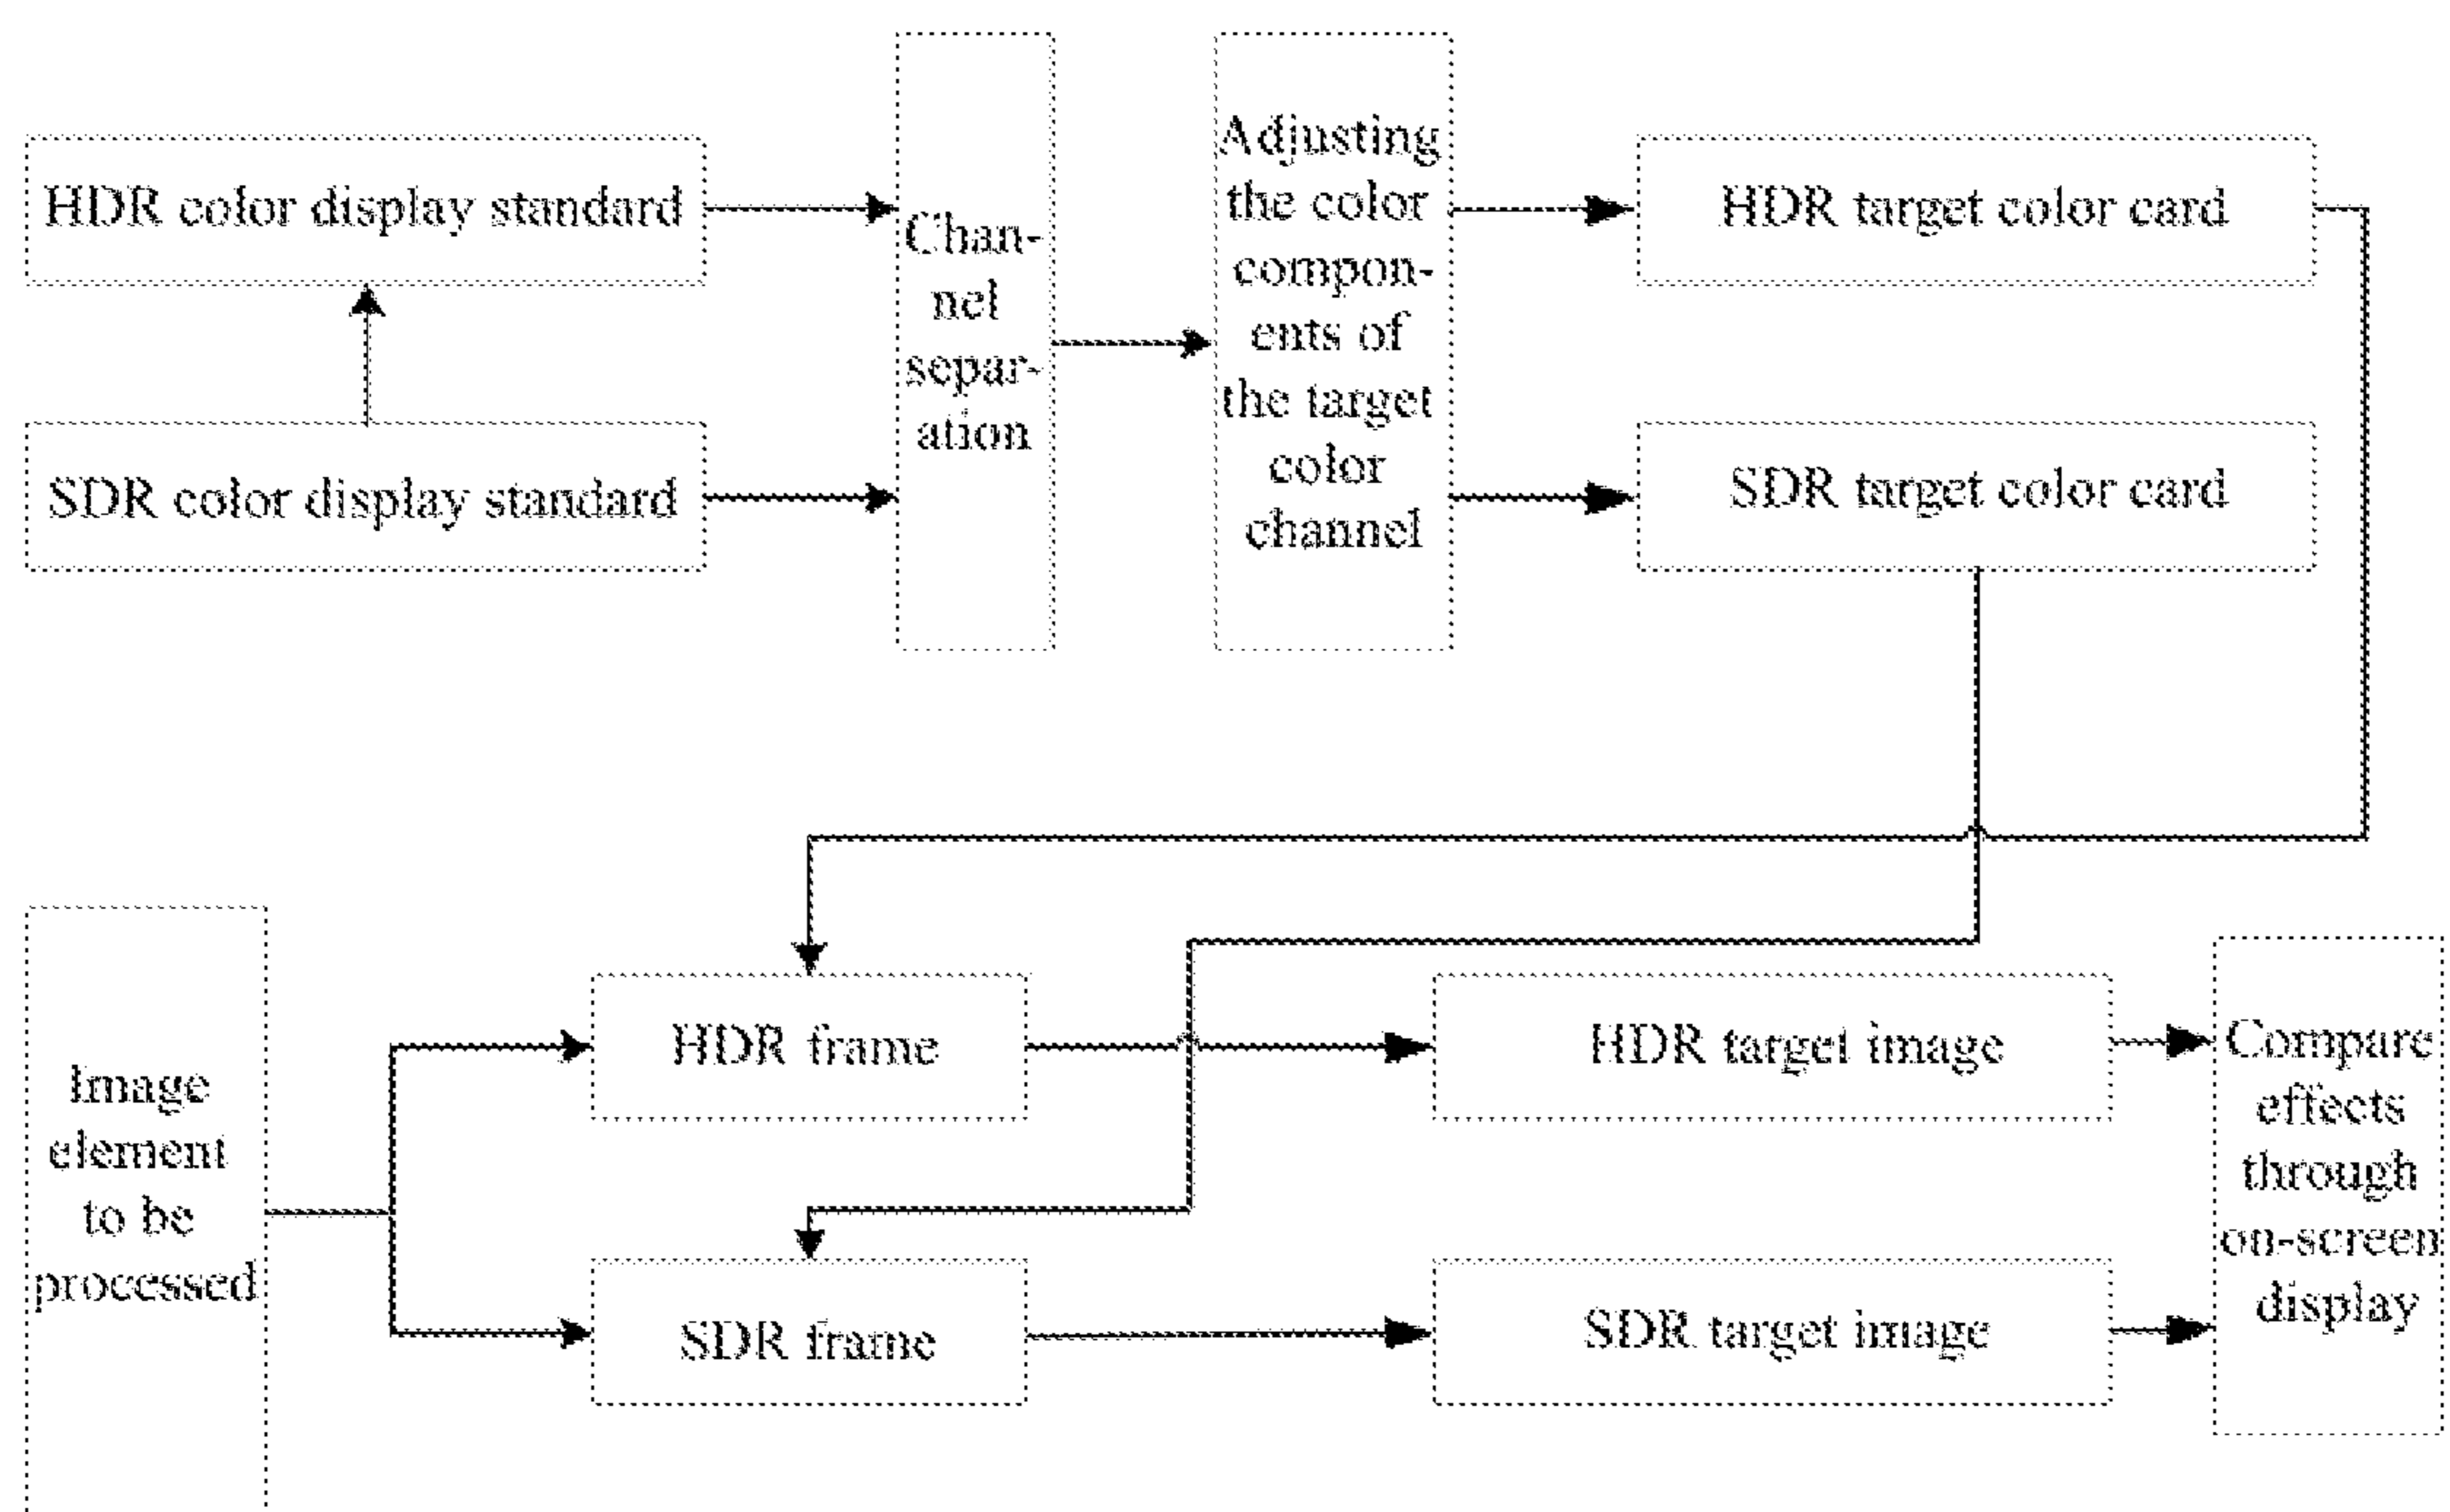 HDR color display standard
SDR color display standard
Chan-
nel
separ-
ation
Adjusting
the color
compon-
ents of
the target
color
channel
HDR target color card
SDR target color card
Image
element
to be
processed
HDR frame
SDR frame
HDR target image
SDR target image
Compare
effects
through
on-screen
display